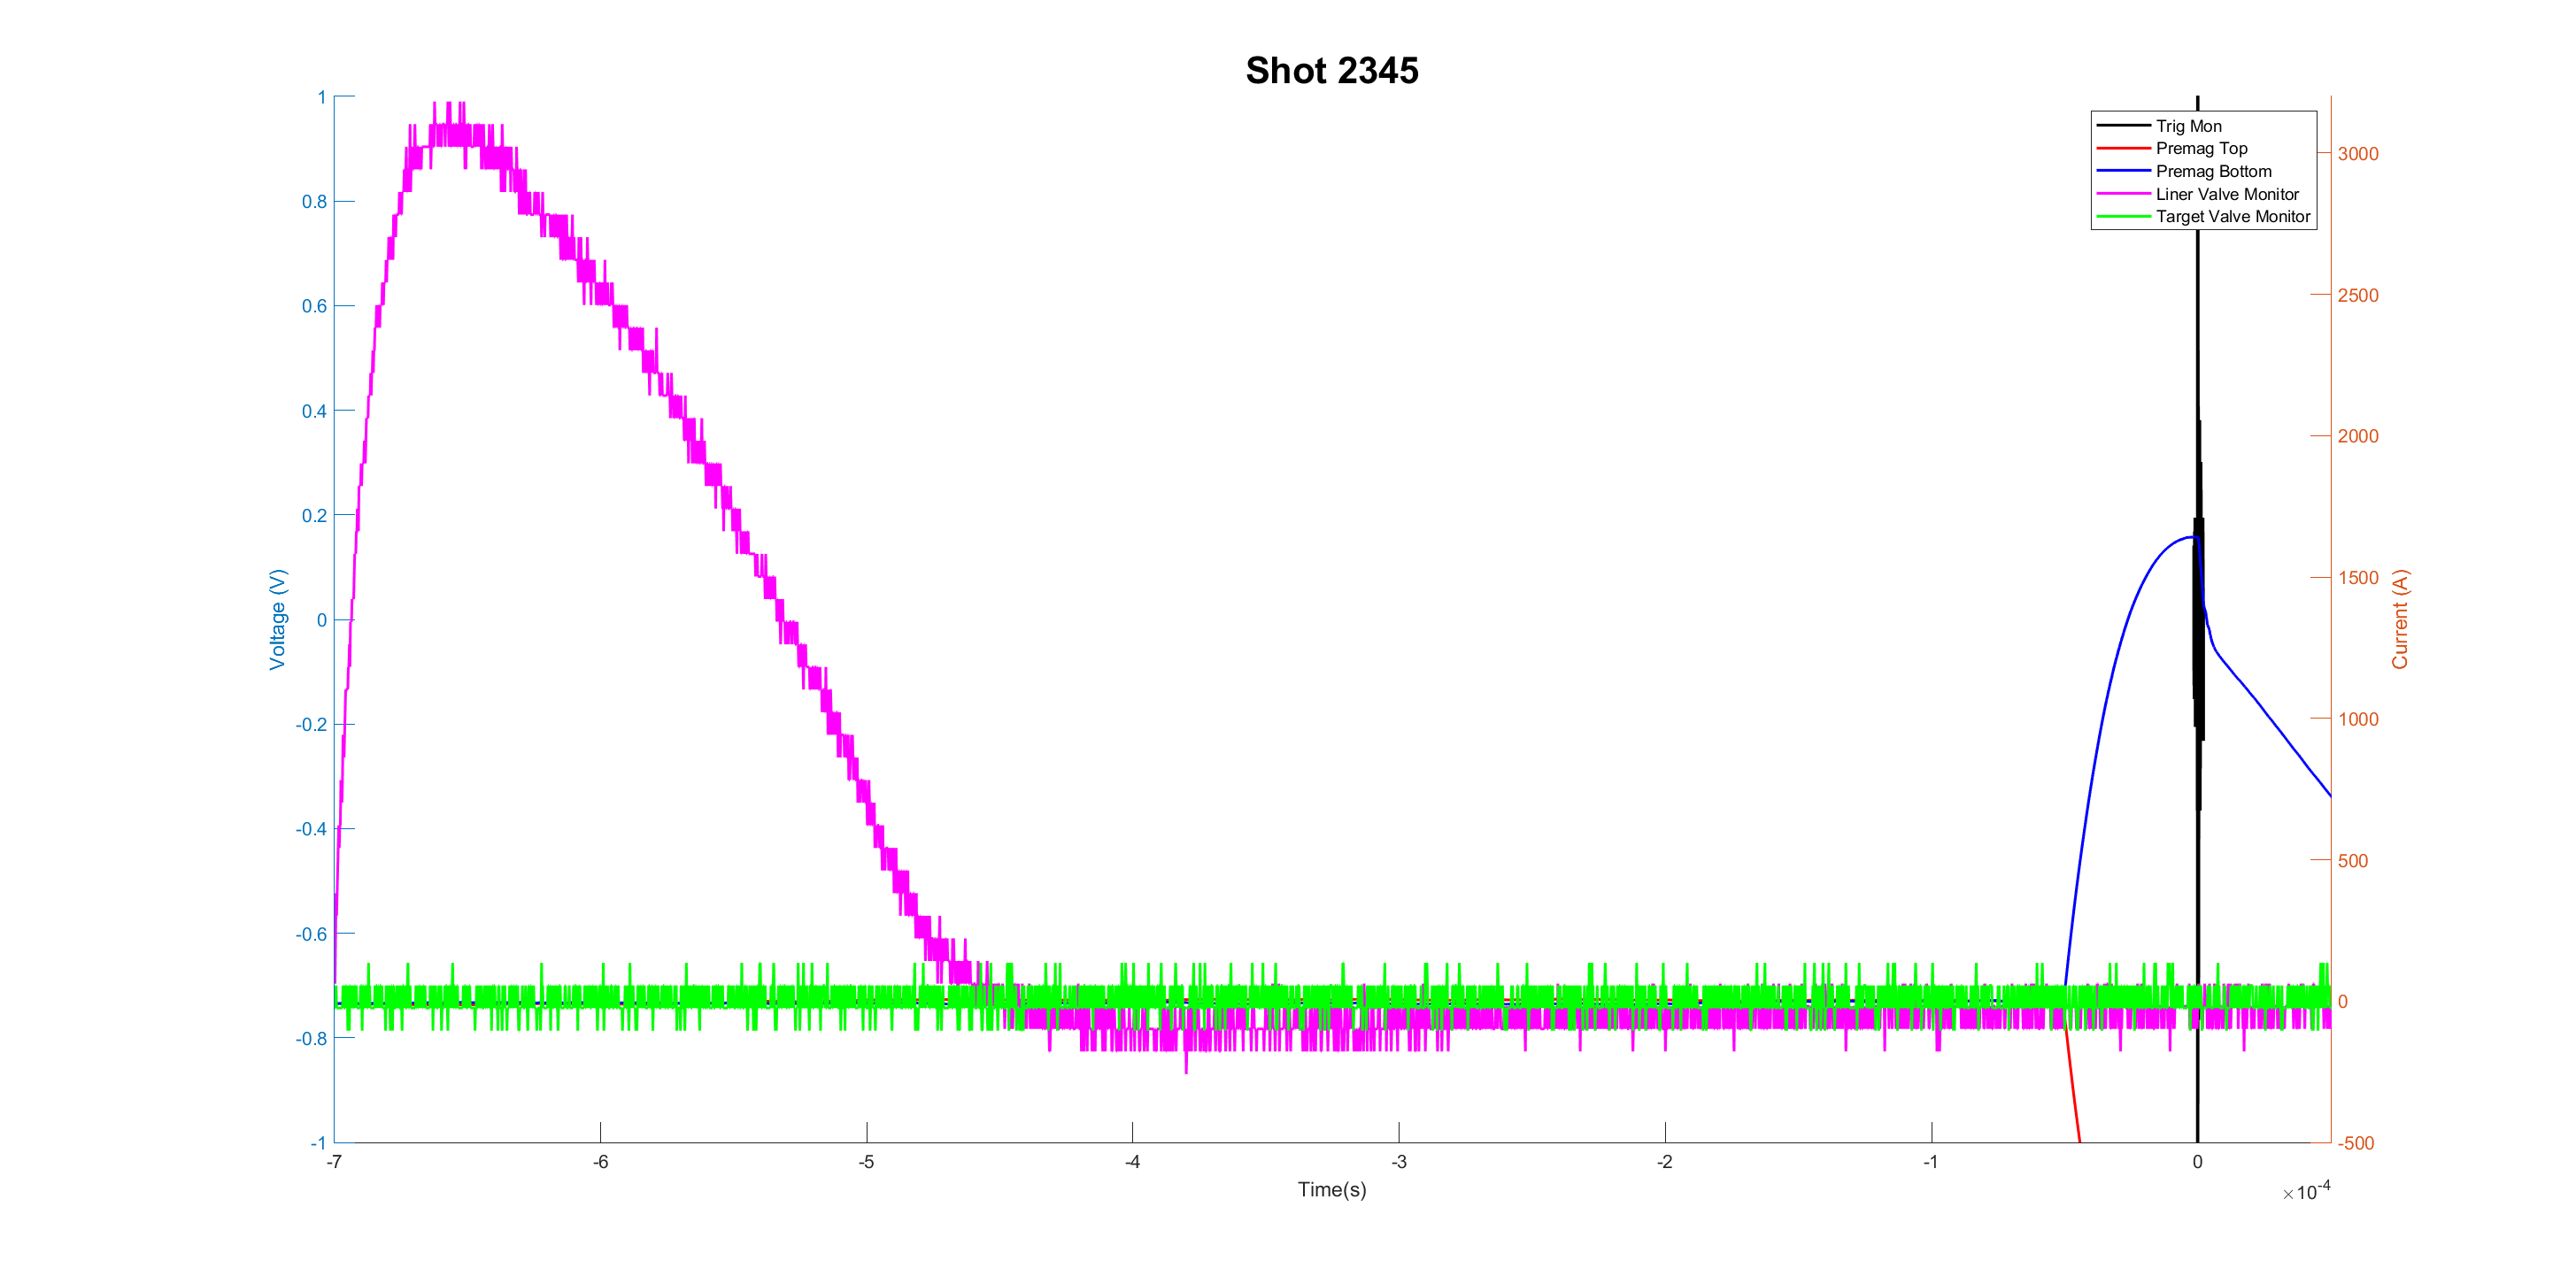 Shot 2345
1
0.8
0.6
0.4
0.2
0
-0.2
-0.4
-0.6
-0.8
-1
Voltage (V)
Trig Mon
Premag Top
Premag Bottom
Liner Valve Monitor
Target Valve Monitor
3000
2500
2000
1500
1000
500
0
-500
Current (A)
-7 -6 -5 -4 -3 -2 -1 0
Time(s)
×10-4